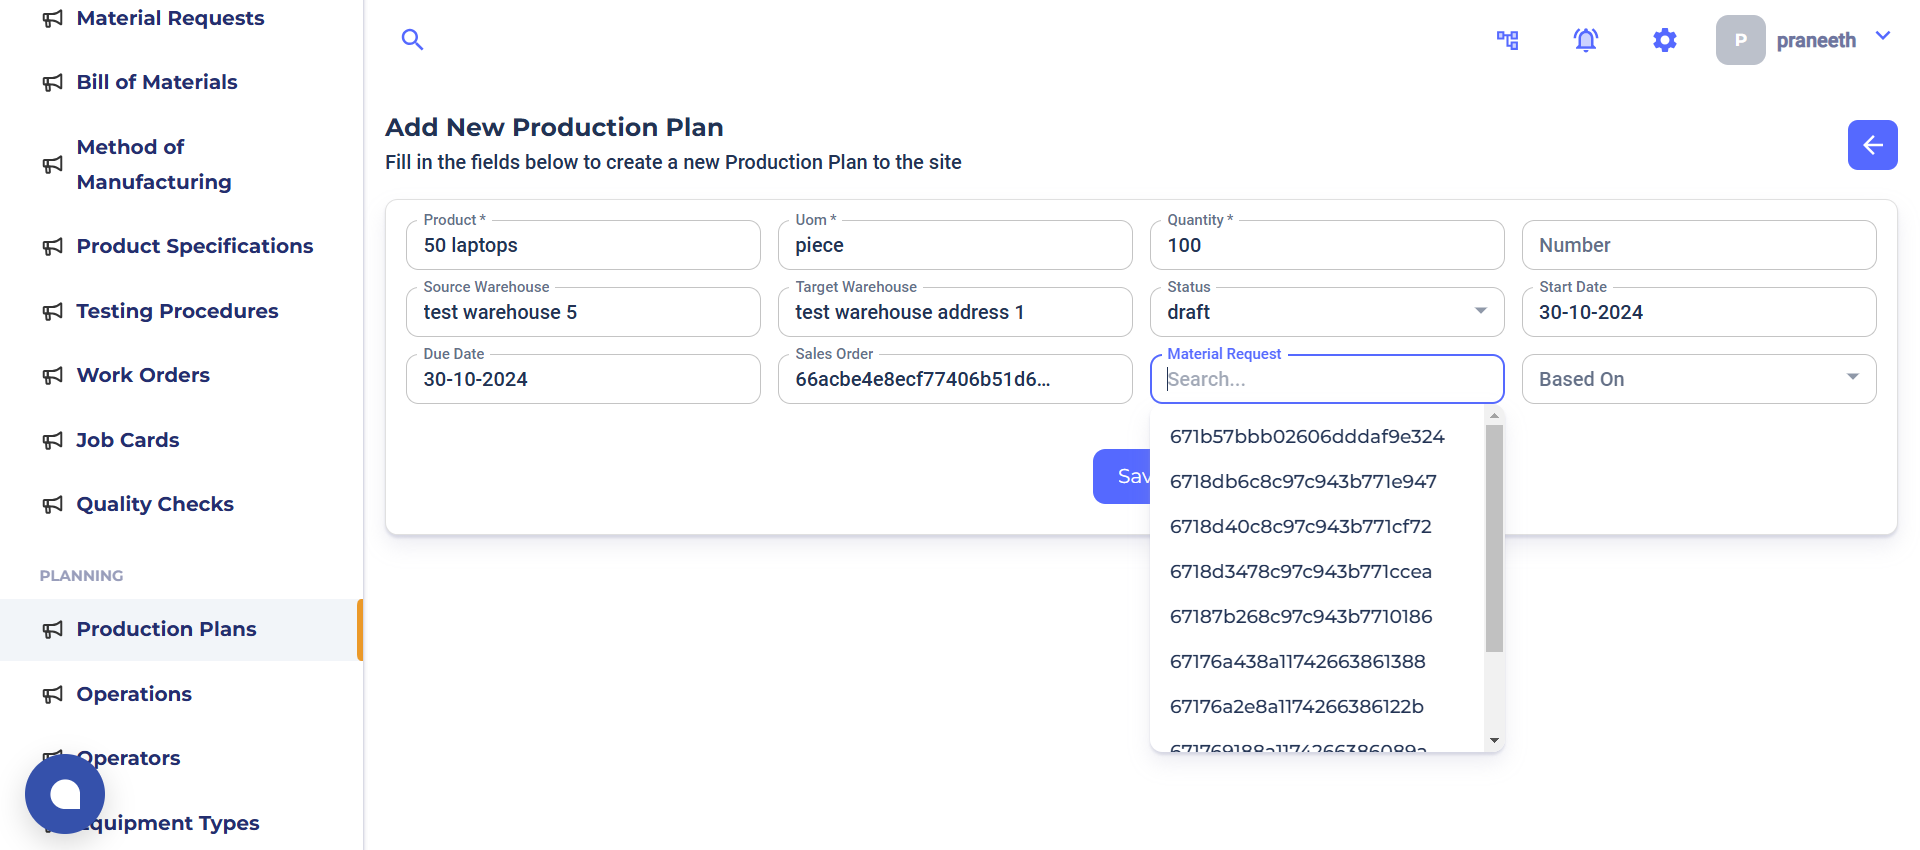 Material Requests
Bill of Materials
Method of
Manufacturing
Product Specifications
Testing Procedures
Work Orders
Job Cards
Quality Checks
PLANNING
Production Plans
Operations
Operators
Equipment Types
P
praneeth
Add New Production Plan
Fill in the fields below to create a new Production Plan to the site
Product *
50 laptops
Uom *
piece
Quantity *
100
Number
Source Warehouse
test warehouse 5
Target Warehouse
test warehouse address 1
Status
draft
Start Date
30-10-2024
Due Date
30-10-2024
Sales Order
66acbe4e8ecf77406b51d6...
Material Request
Search...
Based On
Sav
671b57bbb02606dddaf9e324
6718db6c8c97c943b771e947
6718d40c8c97c943b771cf72
6718d3478c97c943b771ccea
67187b268c97c943b7710186
67176a438a11742663861388
67176a2e8a1174266386122b
671769188a1174266386089a